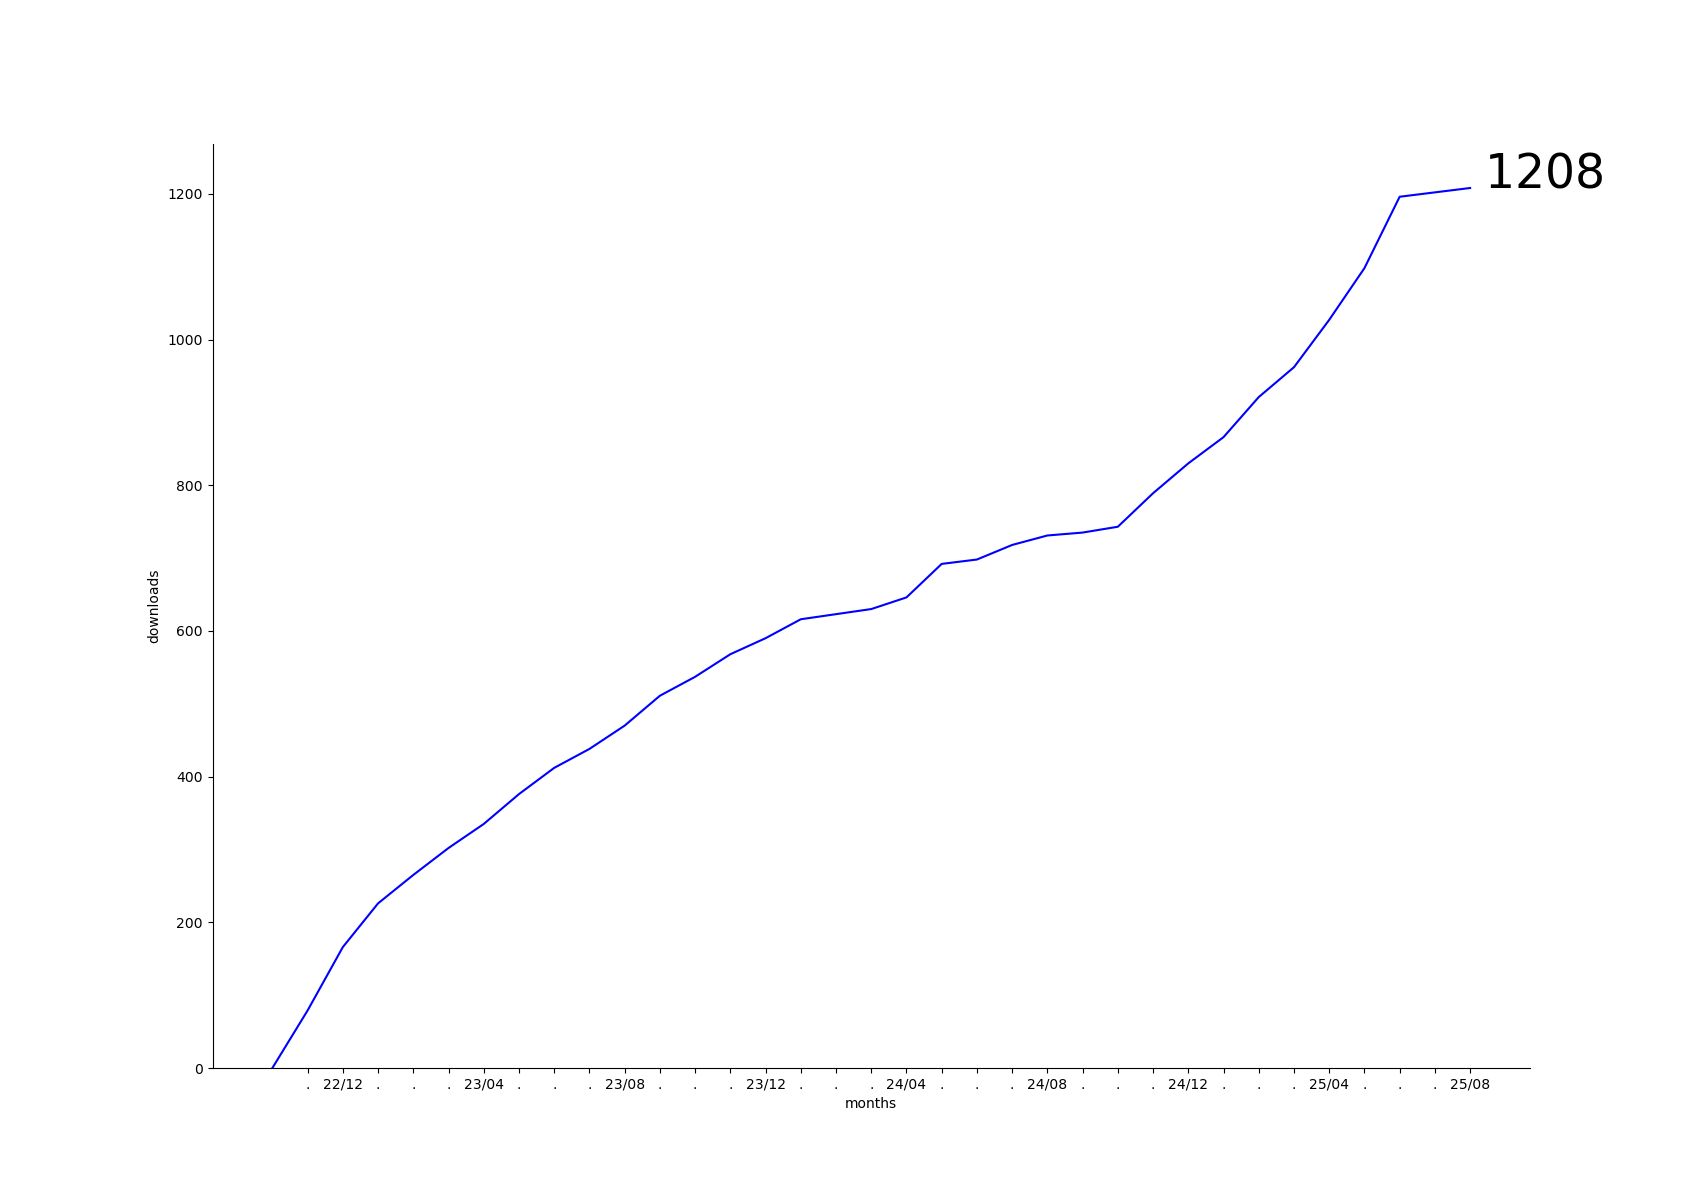 1208
1200
1000
800
600
400
200
0
downloads
. 22/12 . . . 23/04 . . . 23/08 . . . 23/12 . . . 24/04 . . . 24/08 . . . 24/12 . . . 25/04 . . . 25/08
months